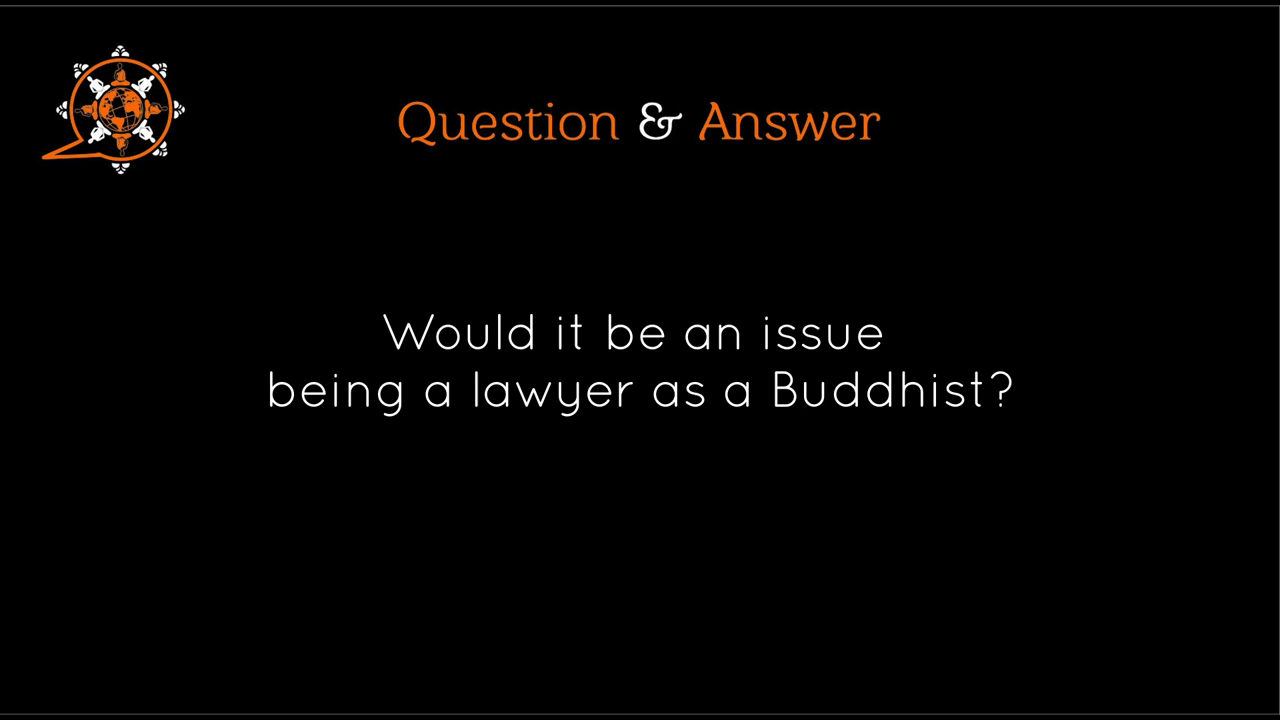 Question & Answer
Would it be an issue
being a lawyer as a Buddhist?